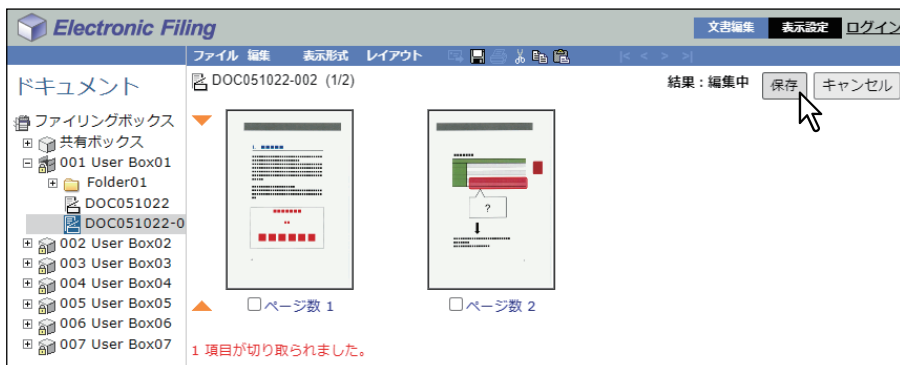 Electronic Filing
文書編集 表示設定 ログイン
ファイル 編集 表示形式 レイアウト |< < > >|
ドキュメント
DOC051022-002 (1/2)
結果：編集中 保存 キャンセル
ファイリングボックス
共有ボックス
001 User Box01
Folder01
DOC051022
DOC051022-0
002 User Box02
003 User Box03
004 User Box04
005 User Box05
006 User Box06
007 User Box07
1.
?
ページ数 1
ページ数 2
1 項目が切り取られました。